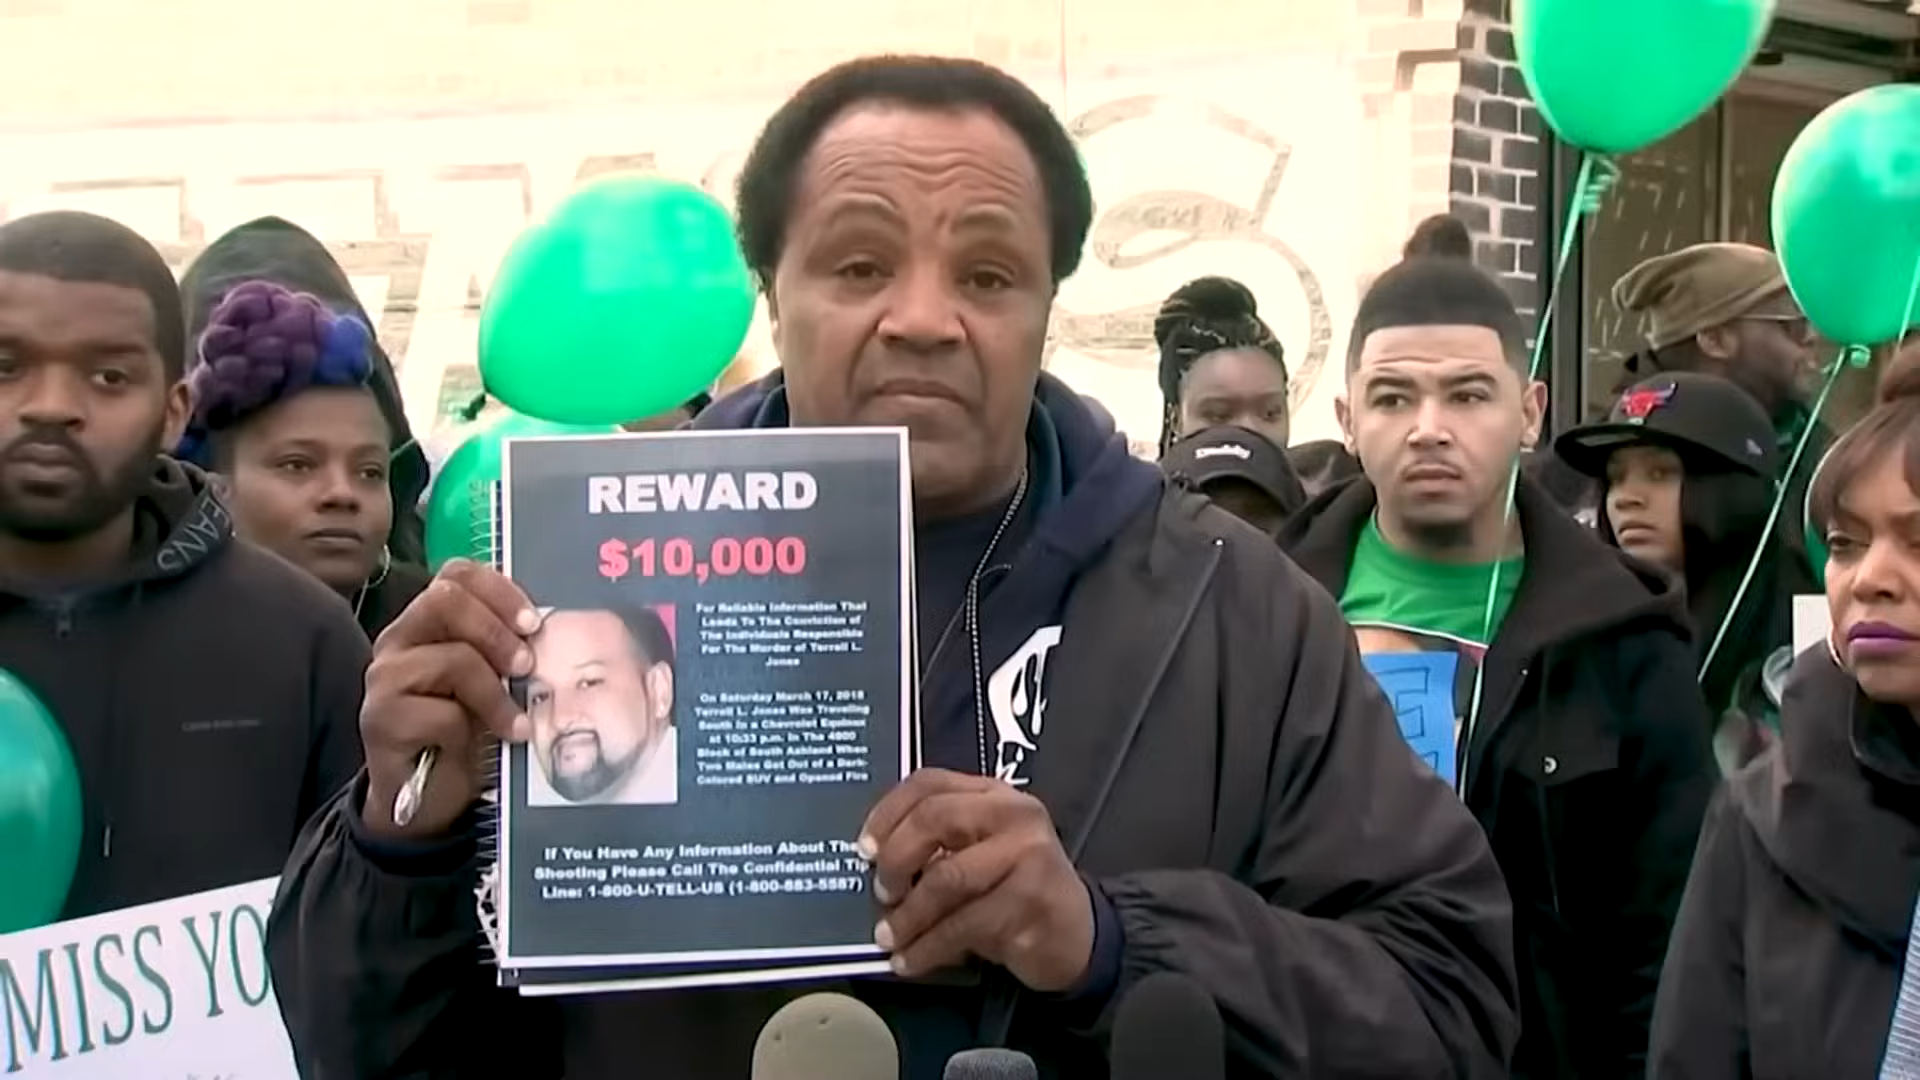 REWARD
$10,000
For Reliable Information That
Leads To The Conviction of
The Individuals Responsible
For The Murder of Terrell L.
Jones
On Saturday March 17, 2018
Terrell L. Jones Was Traveling
South in a Chevrolet Equinox
at 10:33 p.m. in The 4900
Block of South Ashland When
Two Males Got Out of a Dark-
Colored SUV and Opened Fire
If You Have Any Information About The
Shooting Please Call The Confidential Tip
Line: 1-800-U-TELL-US (1-800-883-5587)
MISS YO
JEANS